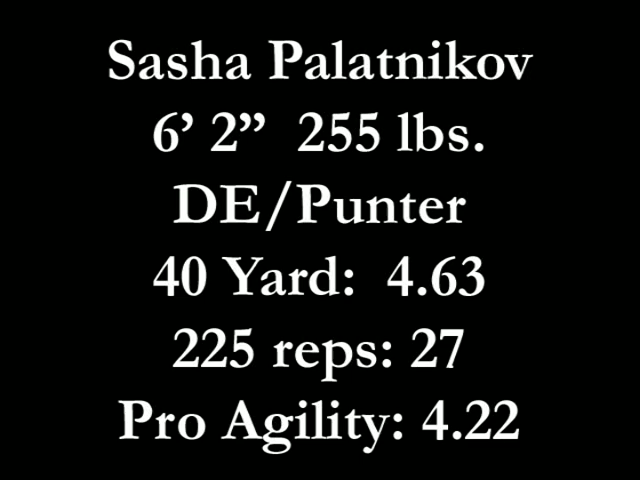 Sasha Palatnikov
6’ 2” 255 lbs.
DE/Punter
40 Yard: 4.63
225 reps: 27
Pro Agility: 4.22